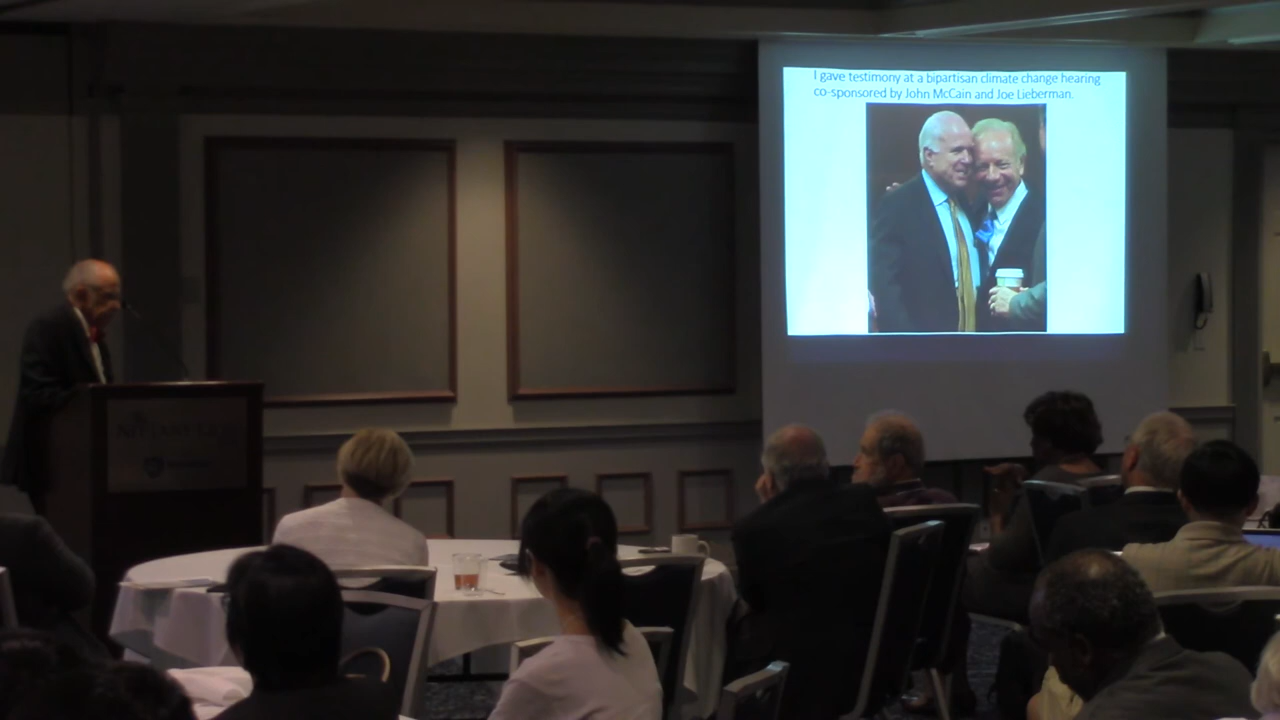 I gave testimony at a bipartisan climate change hearing
co-sponsored by John McCain and Joe Lieberman.